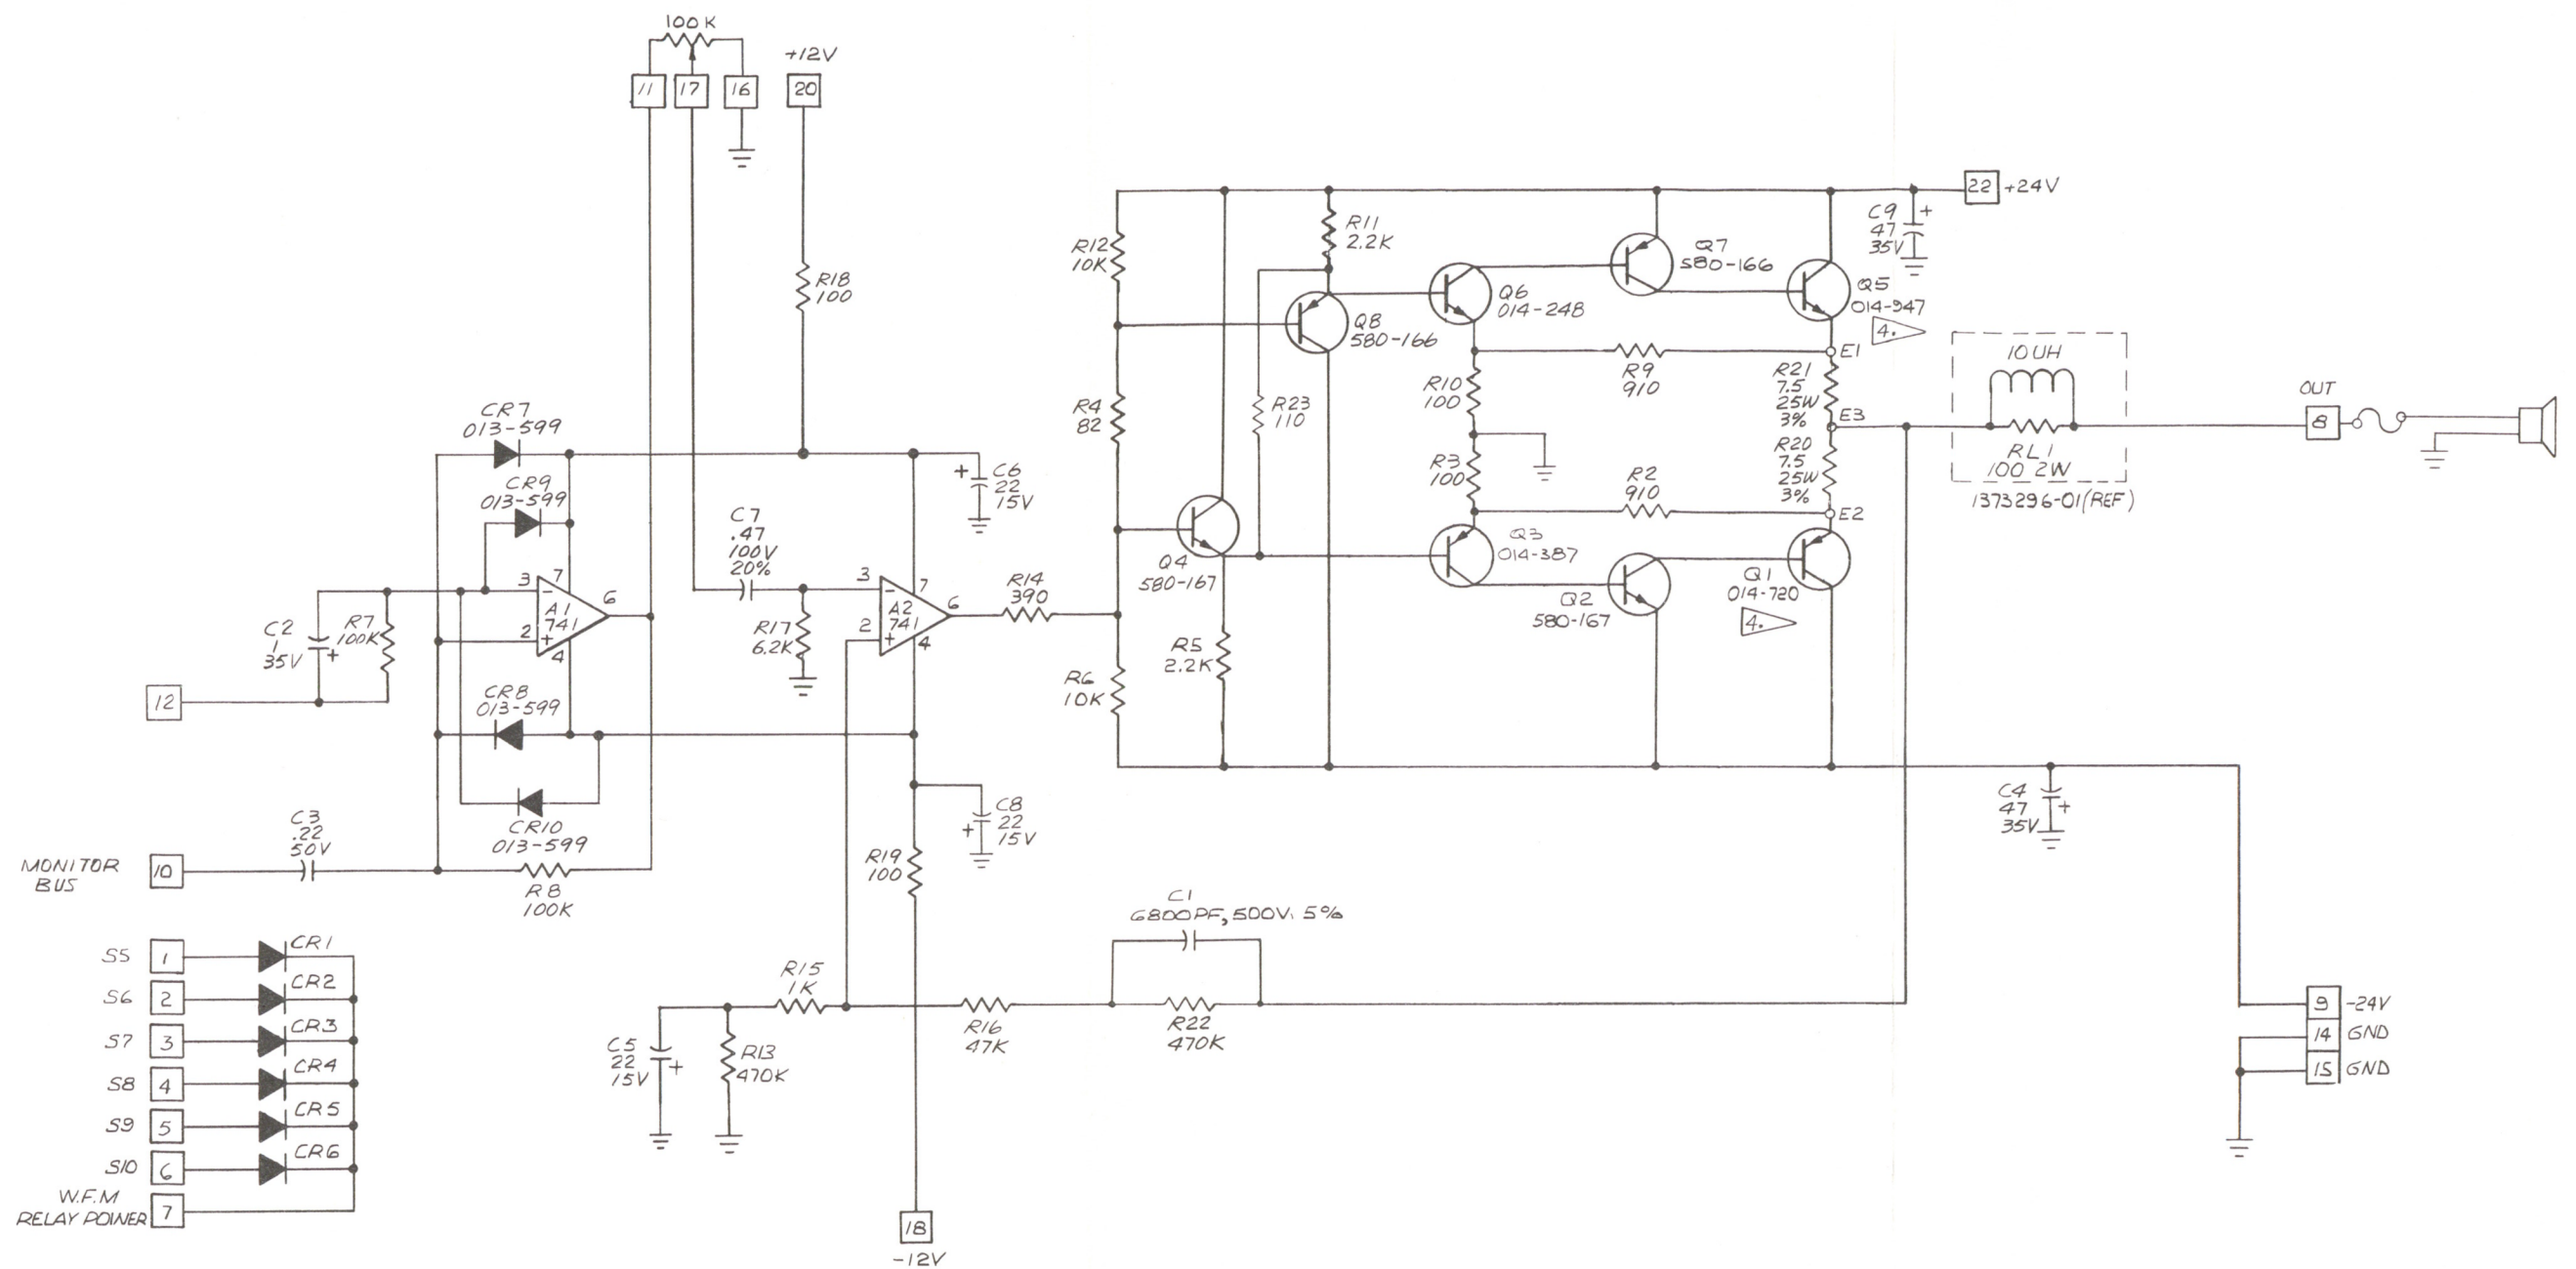 100K
11
17
16
+12V
20
R18
100
CR7
013-599
CR9
013-599
3
7
A1
741
6
2
4
-
+
C2
1
35V
+
R7
100K
12
CR8
013-599
CR10
013-599
C3
.22
50V
MONITOR
BUS
10
R8
100K
C7
.47
100V
20%
R17
6.2K
3
7
A2
741
6
2
4
-
+
+
C6
22
15V
R14
390
+
C8
22
15V
R19
100
18
-12V
R12
10K
R4
82
R6
10K
Q4
580-167
R5
2.2K
R11
2.2K
R23
110
Q8
580-166
Q6
014-248
R10
100
R3
100
Q3
014-387
R9
910
R2
910
Q7
580-166
Q2
580-167
Q5
014-947
4.
Q1
014-720
4.
E1
R21
7.5
25W
3%
E3
R20
7.5
25W
3%
E2
C9
47
35V
+
22
+24V
10UH
RL1
100 2W
1373296-01(REF)
OUT
8
C4
47
35V
+
C1
6800PF, 500V. 5%
R15
1K
R16
47K
R22
470K
C5
22
15V
+
R13
470K
9
-24V
14
GND
15
GND
S5
1
CR1
S6
2
CR2
S7
3
CR3
S8
4
CR4
S9
5
CR5
S10
6
CR6
W.F.M
RELAY POWER
7